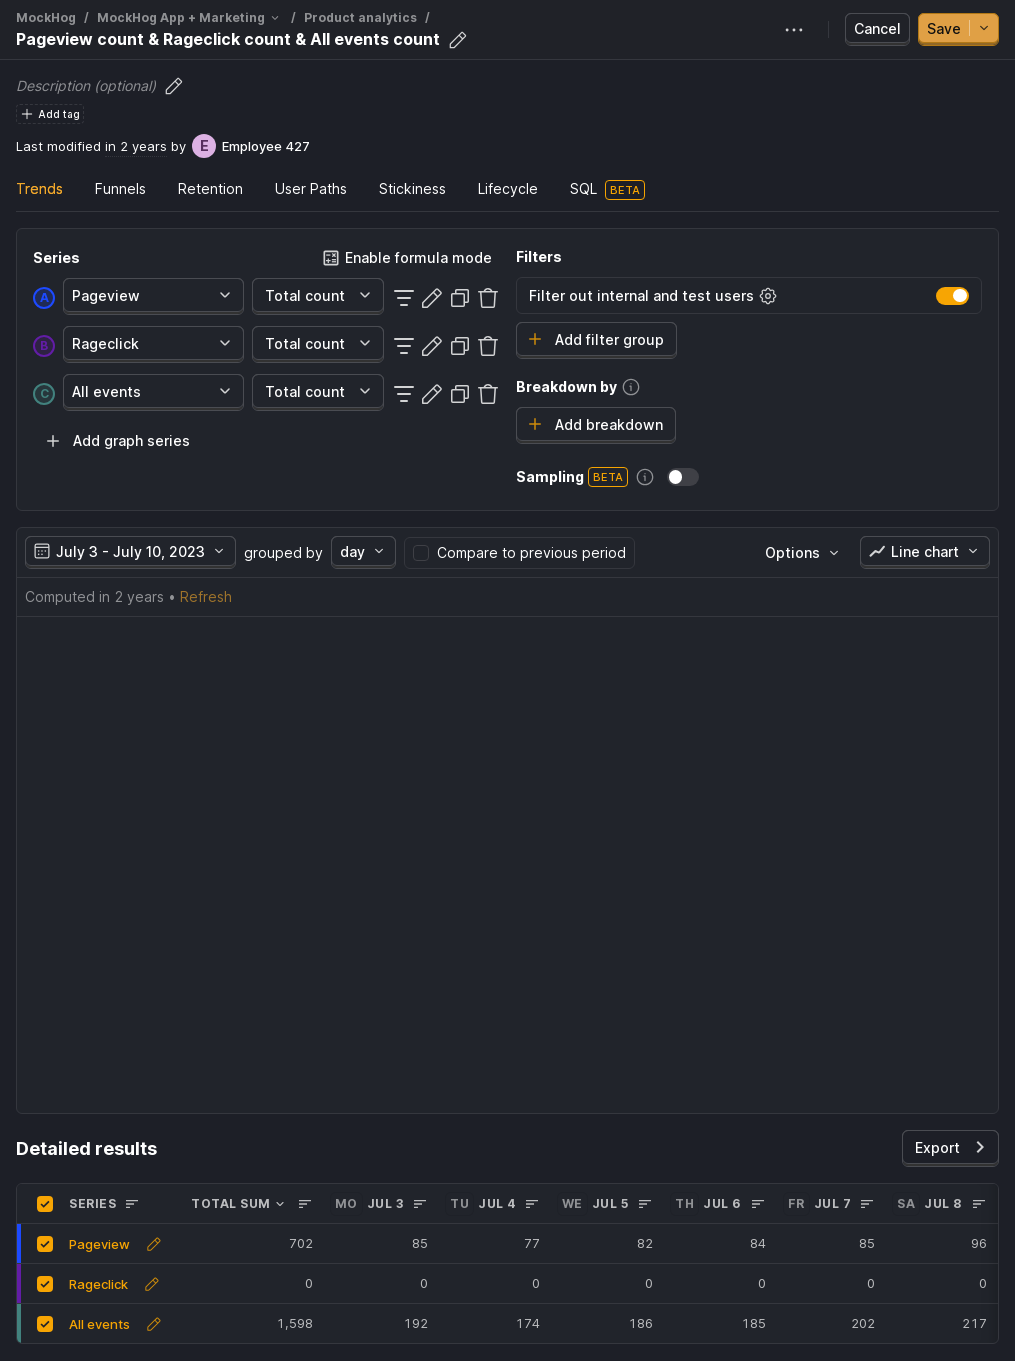 MockHog / MockHog App + Marketing / Product analytics /
Pageview count & Rageclick count & All events count
Cancel
Save
Description (optional)
Add tag
Last modified in 2 years by E Employee 427
Trends Funnels Retention User Paths Stickiness Lifecycle SQL BETA
Series
Enable formula mode
A Pageview Total count
B Rageclick Total count
C All events Total count
Add graph series
Filters
Filter out internal and test users
Add filter group
Breakdown by
Add breakdown
Sampling BETA
July 3 - July 10, 2023 grouped by day Compare to previous period Options Line chart
Computed in 2 years • Refresh
Detailed results
Export
SERIES TOTAL SUM MO JUL 3 TU JUL 4 WE JUL 5 TH JUL 6 FR JUL 7 SA JUL 8
Pageview 702 85 77 82 84 85 96
Rageclick 0 0 0 0 0 0 0
All events 1,598 192 174 186 185 202 217